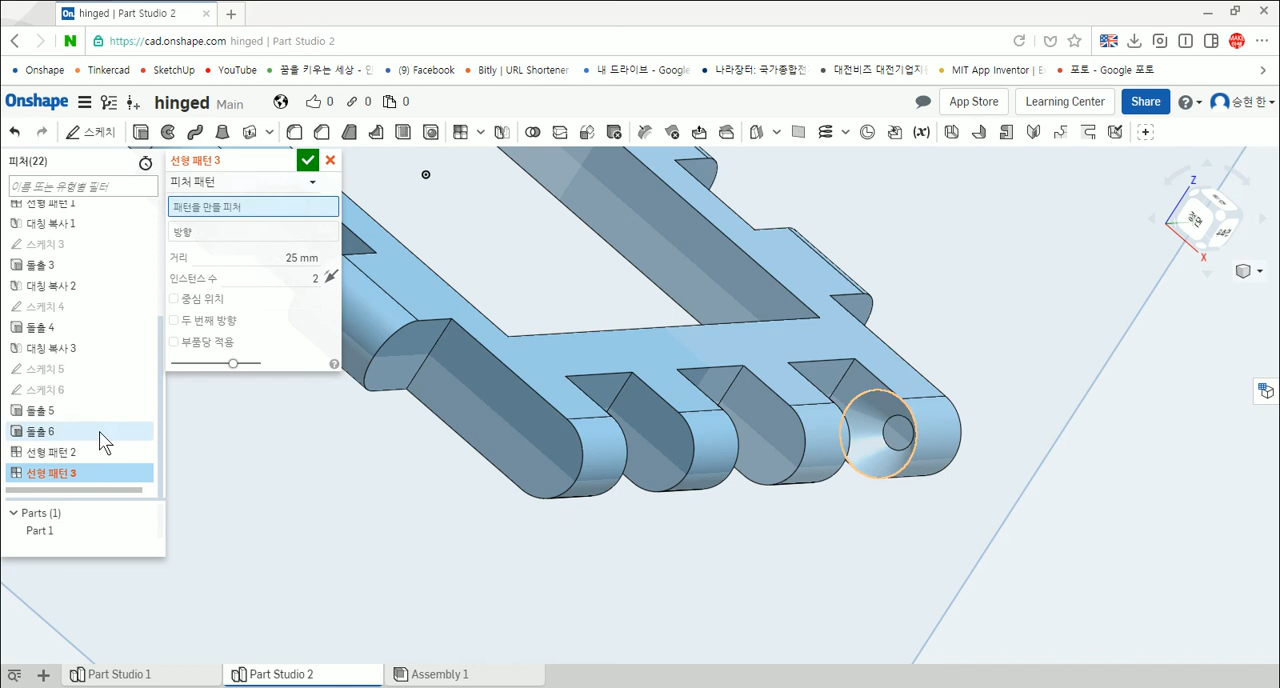 On hinged | Part Studio 2
N https://cad.onshape.com hinged | Part Studio 2
Onshape Tinkercad SketchUp YouTube 꿈을 키우는 세상 - 인 (9) Facebook Bitly | URL Shortener 내 드라이브 - Google 나라장터: 국가종합전 대전비즈 대전기업지원 MIT App Inventor | E 포토 - Google 포토
Onshape hinged Main 0 0 0 App Store Learning Center Share 승현 한
스케치 (x)
피처(22)
이름 또는 유형별 필터
선형 패턴 1
대칭 복사 1
스케치 3
돌출 3
대칭 복사 2
스케치 4
돌출 4
대칭 복사 3
스케치 5
스케치 6
돌출 5
돌출 6
선형 패턴 2
선형 패턴 3
Parts (1)
Part 1
선형 패턴 3
피처 패턴
패턴을 만들 피처
방향
거리 25 mm
인스턴스 수 2
중심 위치
두 번째 방향
부품당 적용
Z
X
Part Studio 1 Part Studio 2 Assembly 1